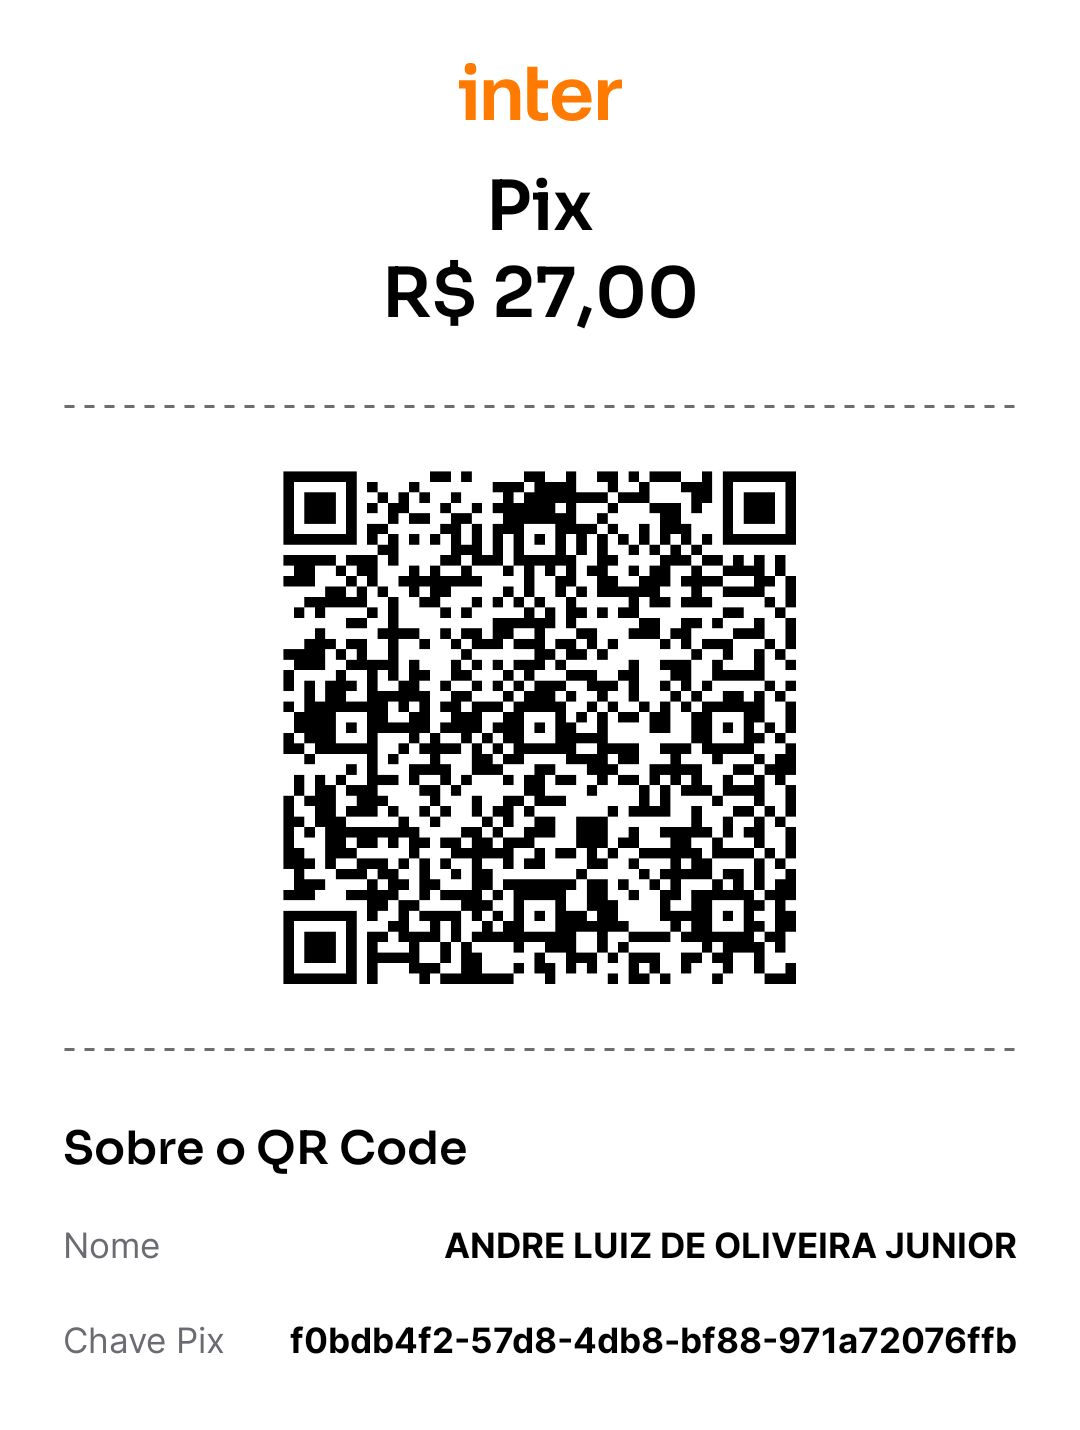 inter
Pix
R$ 27,00
Sobre o QR Code
Nome ANDRE LUIZ DE OLIVEIRA JUNIOR
Chave Pix f0bdb4f2-57d8-4db8-bf88-971a72076ffb